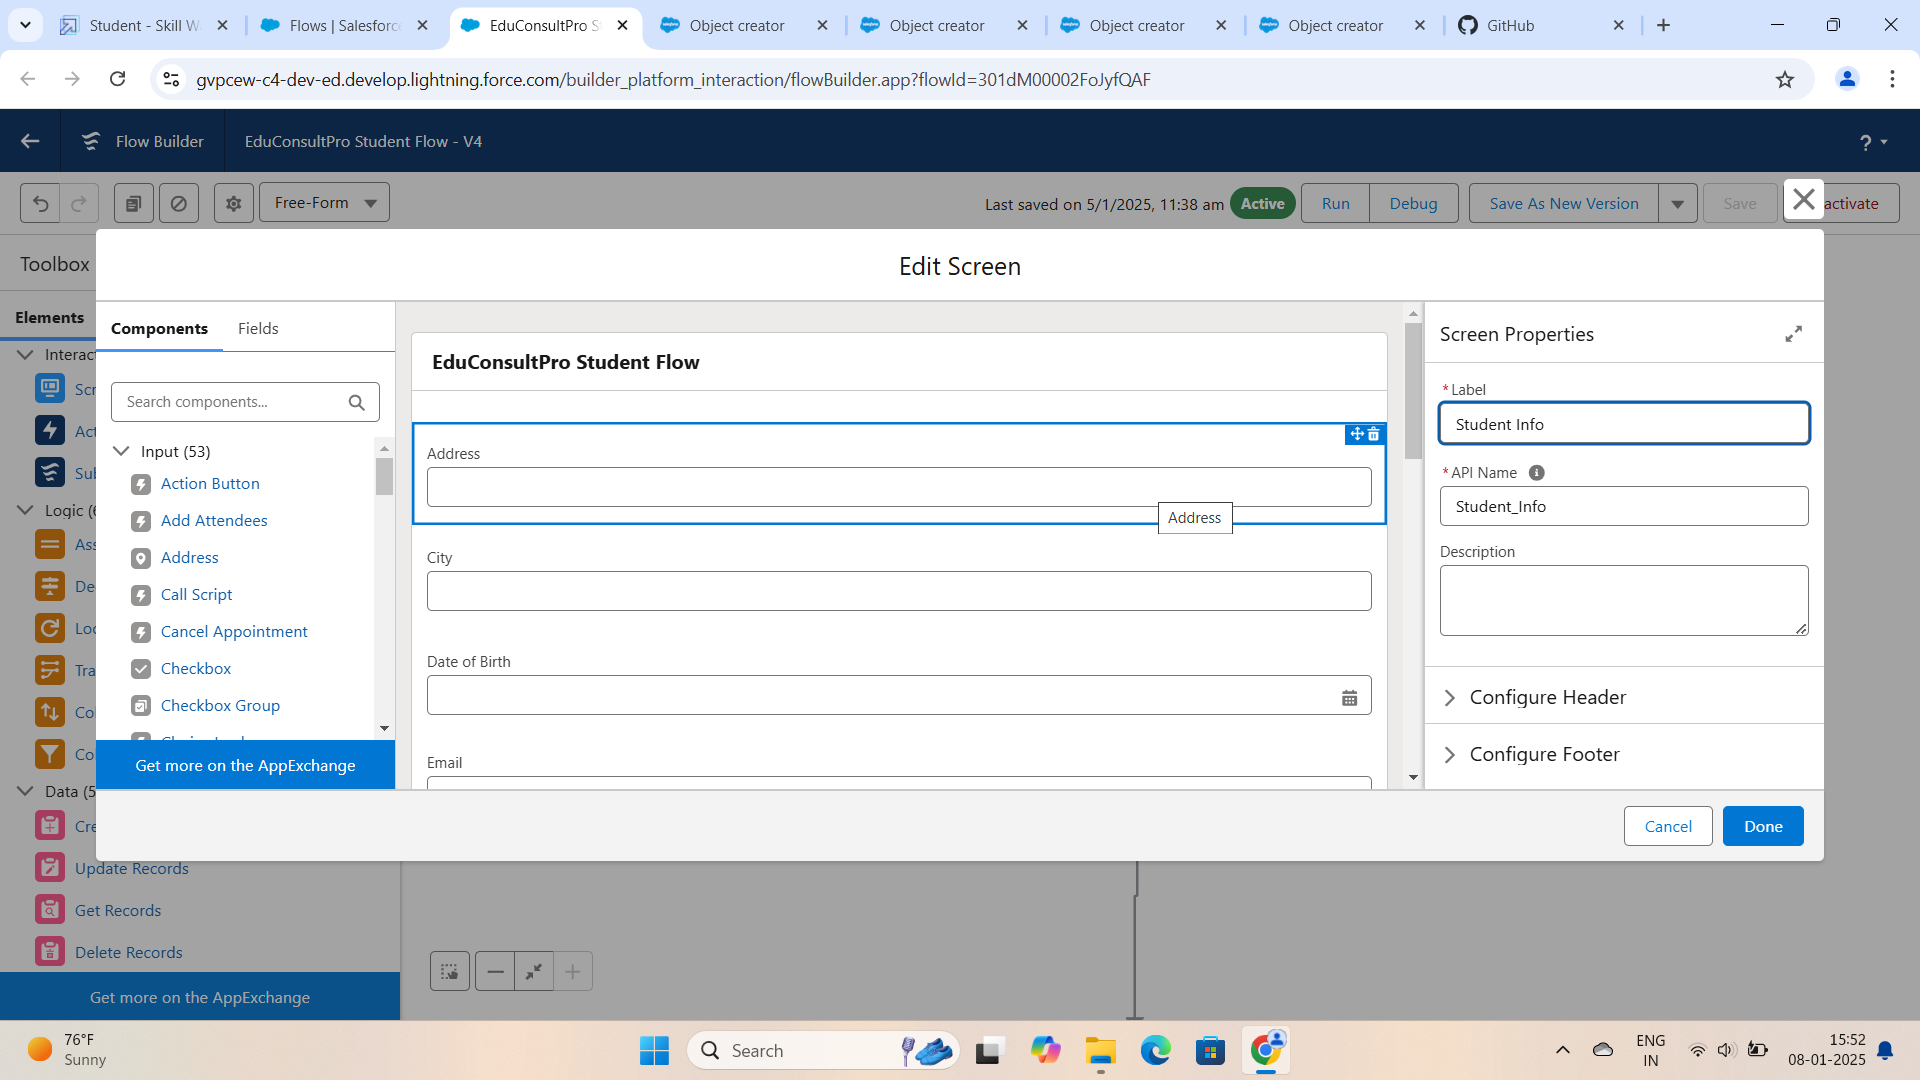 Student - Skill W
Flows | Salesforce
EduConsultPro S
Object creator
Object creator
Object creator
Object creator
GitHub
gvpcew-c4-dev-ed.develop.lightning.force.com/builder_platform_interaction/flowBuilder.app?flowId=301dM00002FoJyfQAF
Flow Builder
EduConsultPro Student Flow - V4
?
Free-Form
Last saved on 5/1/2025, 11:38 am
Active
Run
Debug
Save As New Version
Save
activate
Toolbox
Elements
Interac
Scr
Act
Sub
Logic (6
Ass
De
Loo
Tra
Co
Co
Data (5
Cre
Update Records
Get Records
Delete Records
Get more on the AppExchange
Edit Screen
Components
Fields
Search components...
Input (53)
Action Button
Add Attendees
Address
Call Script
Cancel Appointment
Checkbox
Checkbox Group
Get more on the AppExchange
EduConsultPro Student Flow
Address
Address
City
Date of Birth
Email
Screen Properties
* Label
Student Info
* API Name
Student_Info
Description
Configure Header
Configure Footer
Cancel
Done
76°F
Sunny
Search
ENG
IN
15:52
08-01-2025